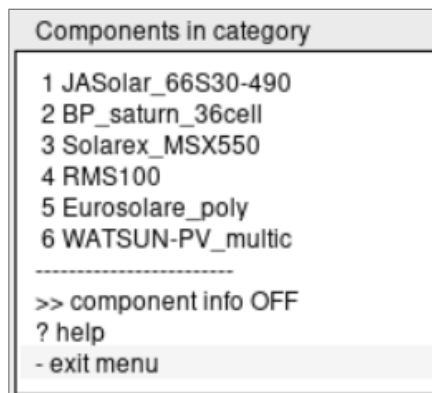 Components in category
1 JASolar_66S30-490
2 BP_saturn_36cell
3 Solarex_MSX550
4 RMS100
5 Eurosolare_poly
6 WATSUN-PV_multic
------------------------
>> component info OFF
? help
- exit menu